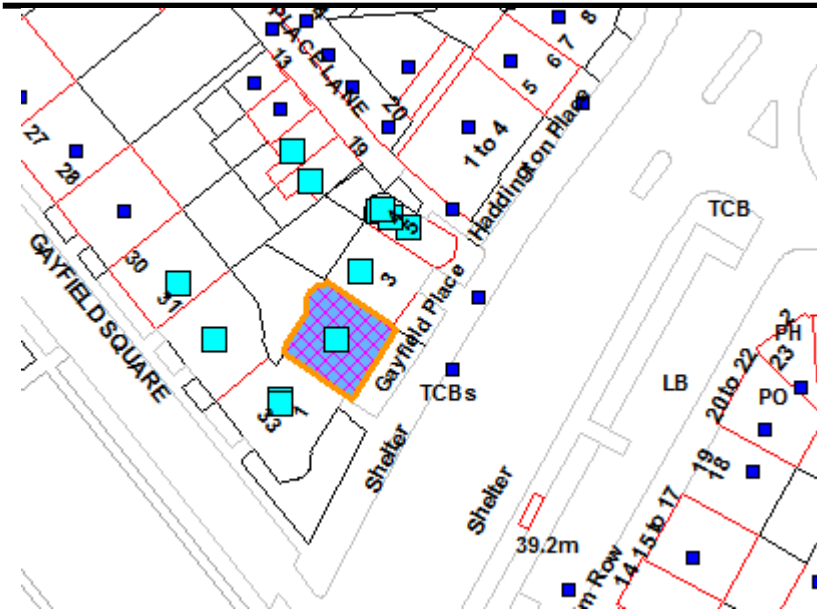 PLACE LANE
13
20
19
8
7
6
5
1 to 4
Haddington Place
27
28
30
31
GAYFIELD SQUARE
5
3
Gayfield Place
TCBs
33
1
Shelter
TCB
LB
Shelter
39.2m
2
PH
23
20 to 22
PO
19
18
15 to 17
14